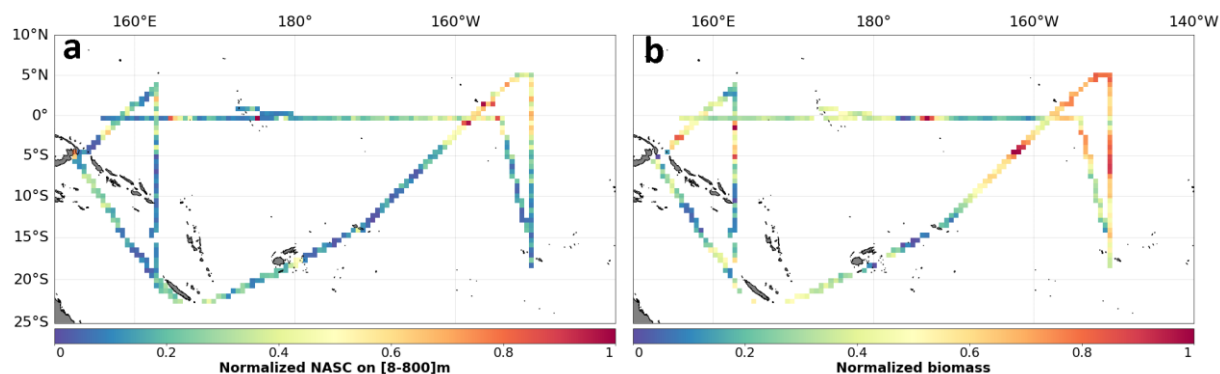 160°E 180° 160°W 160°E 180° 160°W 140°W
10°N a b
5°N
0°
5°S
10°S
15°S
20°S
25°S
0 0.2 0.4 0.6 0.8 1 0 0.2 0.4 0.6 0.8 1
Normalized NASC on [8-800]m Normalized biomass